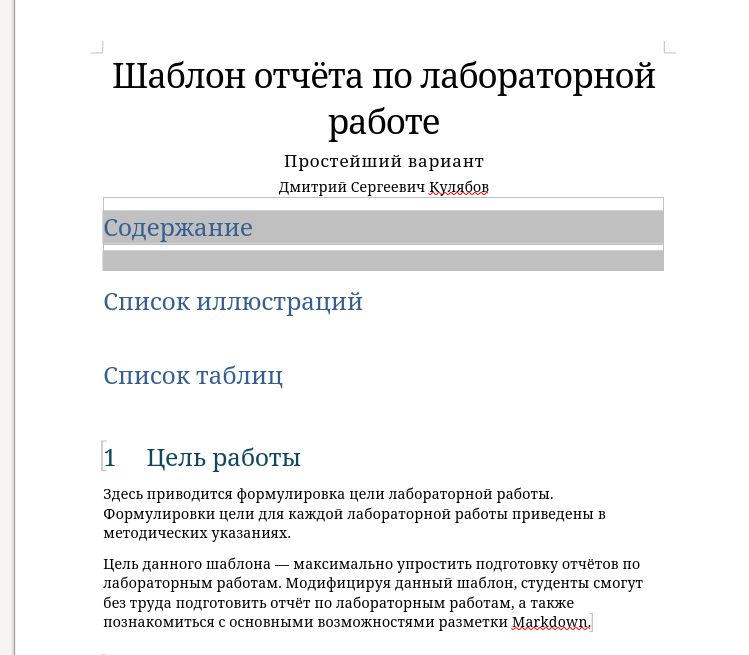 Шаблон отчёта по лабораторной
работе
Простейший вариант
Дмитрий Сергеевич Кулябов
Содержание
Список иллюстраций
Список таблиц
1 Цель работы
Здесь приводится формулировка цели лабораторной работы.
Формулировки цели для каждой лабораторной работы приведены в
методических указаниях.
Цель данного шаблона — максимально упростить подготовку отчётов по
лабораторным работам. Модифицируя данный шаблон, студенты смогут
без труда подготовить отчёт по лабораторным работам, а также
познакомиться с основными возможностями разметки Markdown.